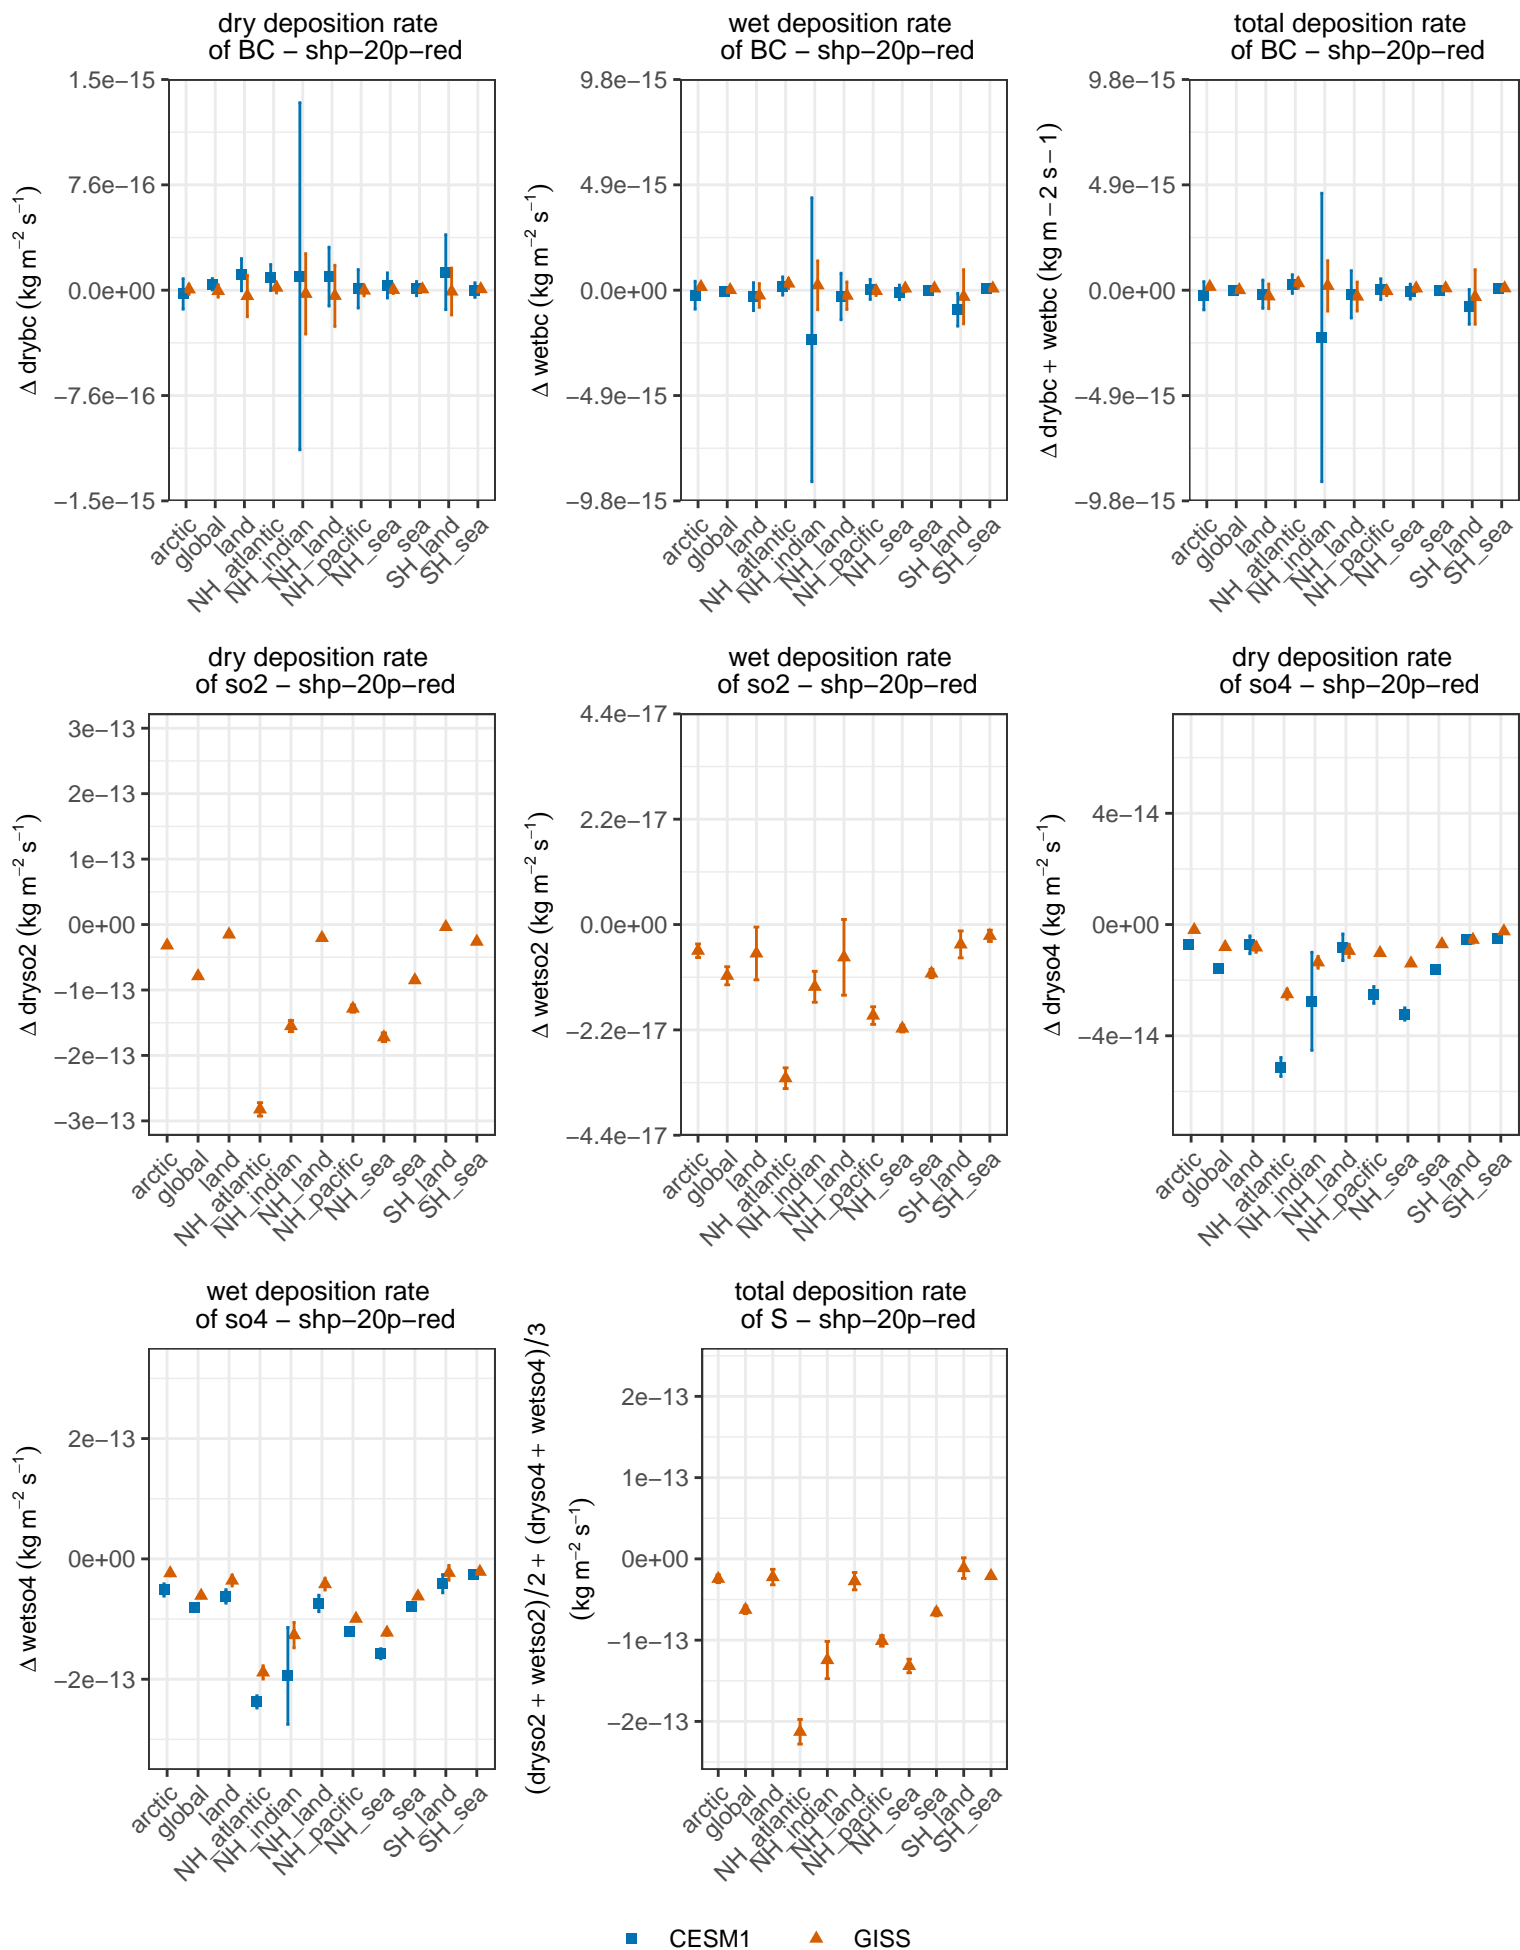 dry deposition rate
of BC − shp−20p−red
1.5e−15
7.6e−16
0.0e+00
−7.6e−16
−1.5e−15
Δ drybc (kg m−2 s−1)
arctic
global
land
NH_atlantic
NH_indian
NH_land
NH_pacific
NH_sea
sea
SH_land
SH_sea
wet deposition rate
of BC − shp−20p−red
9.8e−15
4.9e−15
0.0e+00
−4.9e−15
−9.8e−15
Δ wetbc (kg m−2 s−1)
arctic
global
land
NH_atlantic
NH_indian
NH_land
NH_pacific
NH_sea
sea
SH_land
SH_sea
total deposition rate
of BC − shp−20p−red
9.8e−15
4.9e−15
0.0e+00
−4.9e−15
−9.8e−15
Δ drybc + wetbc (kg m − 2 s − 1)
arctic
global
land
NH_atlantic
NH_indian
NH_land
NH_pacific
NH_sea
sea
SH_land
SH_sea
dry deposition rate
of so2 − shp−20p−red
3e−13
2e−13
1e−13
0e+00
−1e−13
−2e−13
−3e−13
Δ dryso2 (kg m−2 s−1)
arctic
global
land
NH_atlantic
NH_indian
NH_land
NH_pacific
NH_sea
sea
SH_land
SH_sea
wet deposition rate
of so2 − shp−20p−red
4.4e−17
2.2e−17
0.0e+00
−2.2e−17
−4.4e−17
Δ wetso2 (kg m−2 s−1)
arctic
global
land
NH_atlantic
NH_indian
NH_land
NH_pacific
NH_sea
sea
SH_land
SH_sea
dry deposition rate
of so4 − shp−20p−red
4e−14
0e+00
−4e−14
Δ dryso4 (kg m−2 s−1)
arctic
global
land
NH_atlantic
NH_indian
NH_land
NH_pacific
NH_sea
sea
SH_land
SH_sea
wet deposition rate
of so4 − shp−20p−red
2e−13
0e+00
−2e−13
Δ wetso4 (kg m−2 s−1)
arctic
global
land
NH_atlantic
NH_indian
NH_land
NH_pacific
NH_sea
sea
SH_land
SH_sea
total deposition rate
of S − shp−20p−red
2e−13
1e−13
0e+00
−1e−13
−2e−13
(dryso2 + wetso2)/2 + (dryso4 + wetso4)/3
(kg m−2 s−1)
arctic
global
land
NH_atlantic
NH_indian
NH_land
NH_pacific
NH_sea
sea
SH_land
SH_sea
CESM1 GISS